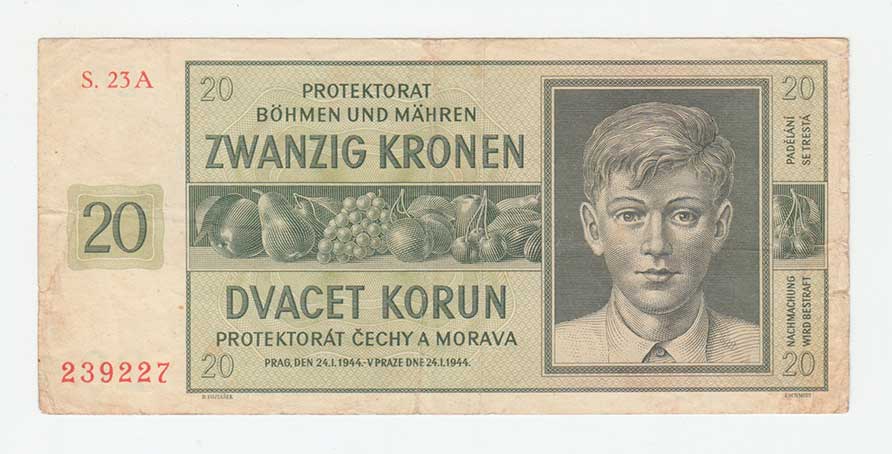 S. 23 A
20
PROTEKTORAT
BÖHMEN UND MÄHREN
ZWANZIG KRONEN
20
PADĚLÁNÍ
SE TRESTÁ
20
DVACET KORUN
PROTEKTORÁT ČECHY A MORAVA
PRAG, DEN 24.I.1944.-V PRAZE DNE 24.I.1944.
NACHMACHUNG
WIRD BESTRAFT
239227
20
20